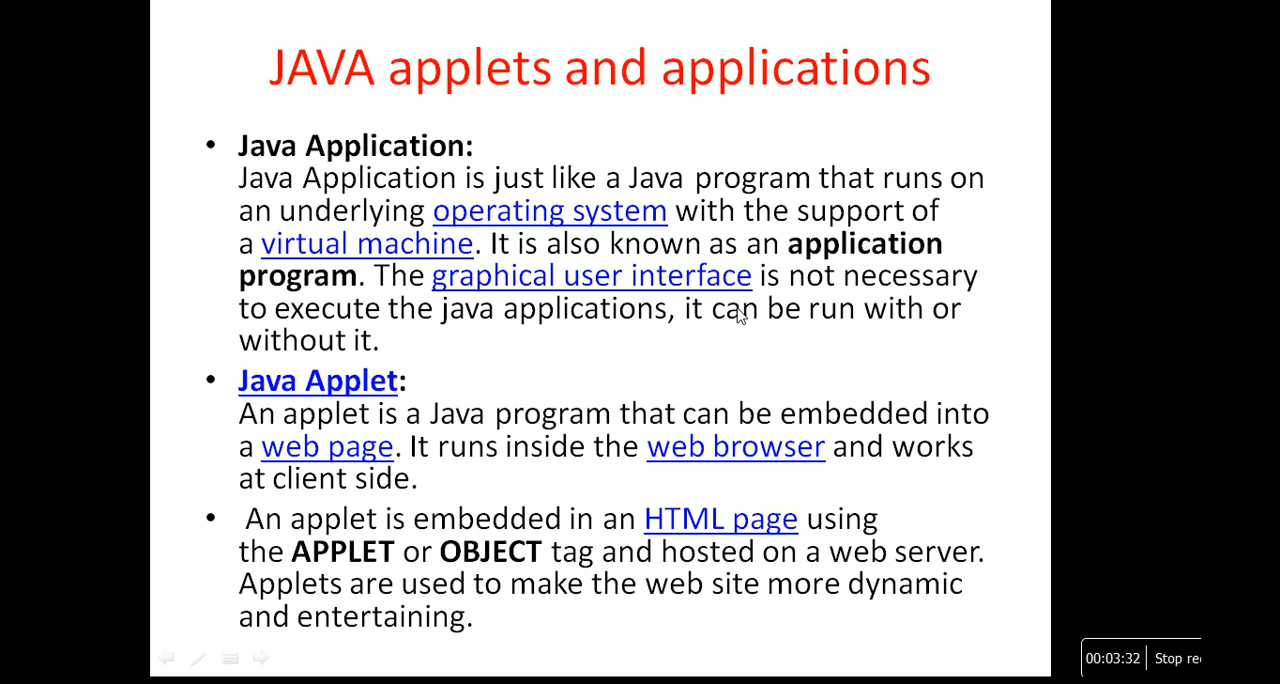 JAVA applets and applications
• Java Application:
Java Application is just like a Java program that runs on
an underlying operating system with the support of
a virtual machine. It is also known as an application
program. The graphical user interface is not necessary
to execute the java applications, it can be run with or
without it.
• Java Applet:
An applet is a Java program that can be embedded into
a web page. It runs inside the web browser and works
at client side.
• An applet is embedded in an HTML page using
the APPLET or OBJECT tag and hosted on a web server.
Applets are used to make the web site more dynamic
and entertaining.
00:03:32 Stop